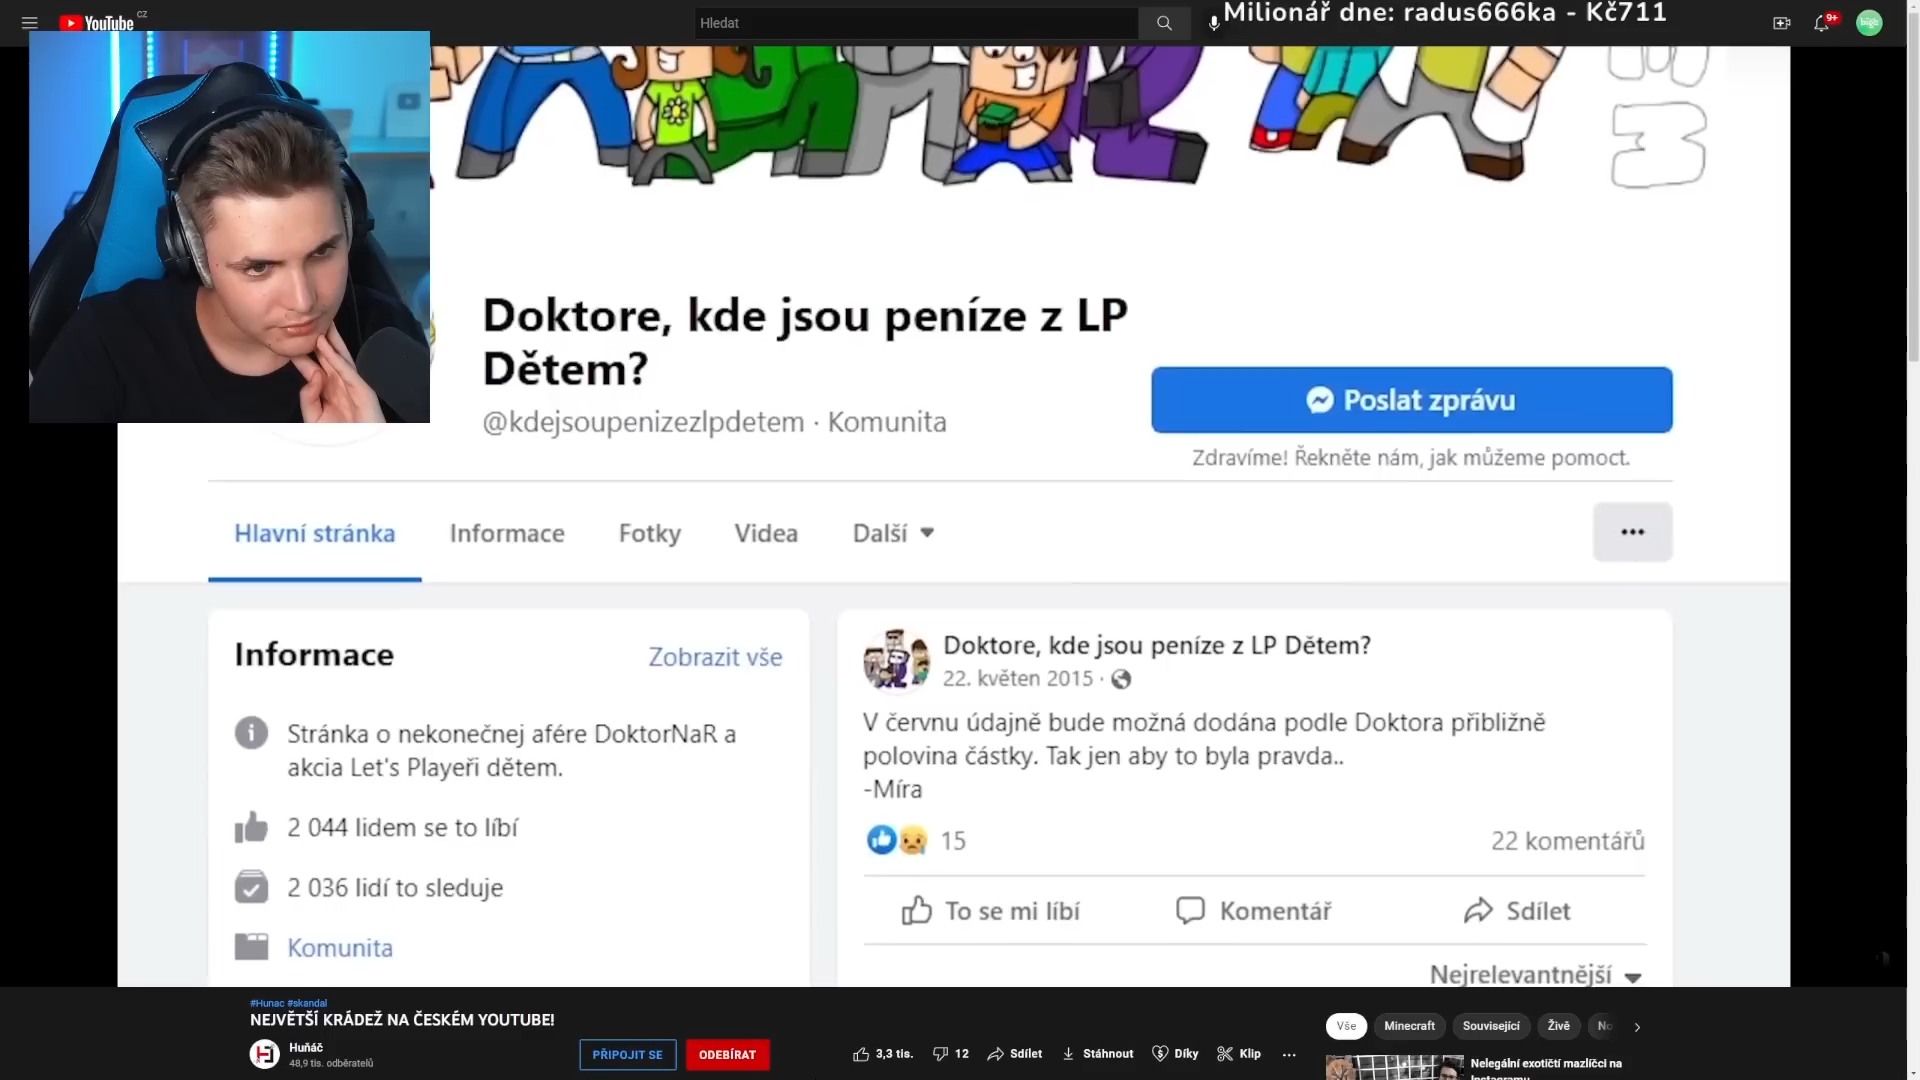 YouTube CZ
Hledat
Milionář dne: radus666ka - Kč711
9+
Doktore, kde jsou peníze z LP
Dětem?
@kdejsoupenizezlpdetem · Komunita
Poslat zprávu
Zdravíme! Řekněte nám, jak můžeme pomoct.
Hlavní stránka
Informace
Fotky
Videa
Další
Informace
Zobrazit vše
Stránka o nekonečnej afére DoktorNaR a
akcia Let's Playeři dětem.
2 044 lidem se to líbí
2 036 lidí to sleduje
Komunita
Doktore, kde jsou peníze z LP Dětem?
22. květen 2015 ·
V červnu údajně bude možná dodána podle Doktora přibližně
polovina částky. Tak jen aby to byla pravda..
-Míra
15
22 komentářů
To se mi líbí
Komentář
Sdílet
Nejrelevantnější
#Hunac #skandal
NEJVĚTŠÍ KRÁDEŽ NA ČESKÉM YOUTUBE!
Huňáč
48,9 tis. odběratelů
PŘIPOJIT SE
ODEBÍRAT
3,3 tis.
12
Sdílet
Stáhnout
Díky
Klip
Vše
Minecraft
Související
Živě
No
Nelegální exotičtí mazlíčci na
Instagramu